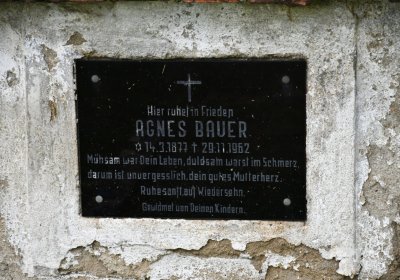 Hier ruhet in Frieden
AGNES BAUER
✩ 14.3.1877 † 29.11.1962
Mühsam war Dein Leben, duldsam warst im Schmerz,
darum ist unvergesslich, dein gutes Mutterherz.
Ruhe sanft, auf Wiedersehn.
Gewidmet von Deinen Kindern.